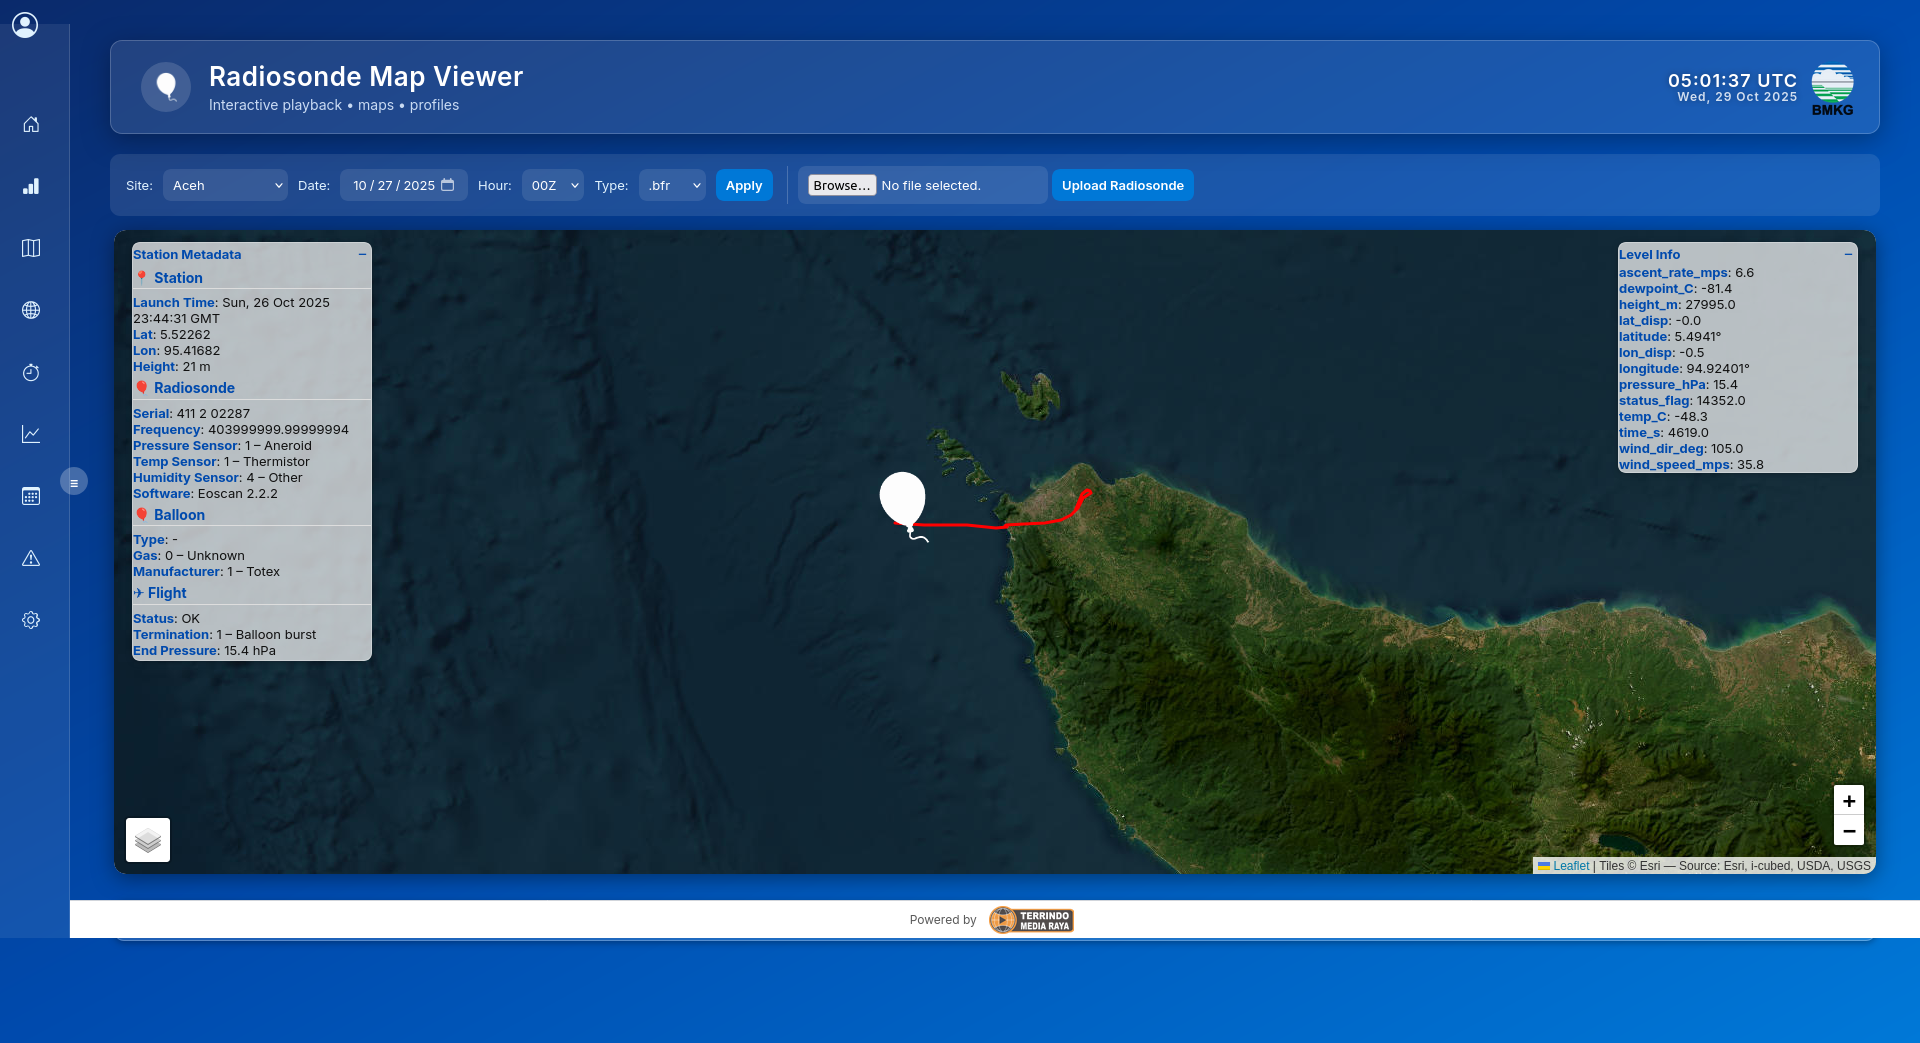 Radiosonde Map Viewer
Interactive playback • maps • profiles
05:01:37 UTC
Wed, 29 Oct 2025
BMKG
Site: Aceh Date: 10 / 27 / 2025 Hour: 00Z Type: .bfr Apply Browse... No file selected. Upload Radiosonde
Station Metadata −
📍 Station
Launch Time: Sun, 26 Oct 2025
23:44:31 GMT
Lat: 5.52262
Lon: 95.41682
Height: 21 m
🎈 Radiosonde
Serial: 411 2 02287
Frequency: 403999999.99999994
Pressure Sensor: 1 – Aneroid
Temp Sensor: 1 – Thermistor
Humidity Sensor: 4 – Other
Software: Eoscan 2.2.2
🎈 Balloon
Type: -
Gas: 0 – Unknown
Manufacturer: 1 – Totex
✈ Flight
Status: OK
Termination: 1 – Balloon burst
End Pressure: 15.4 hPa
Level Info −
ascent_rate_mps: 6.6
dewpoint_C: -81.4
height_m: 27995.0
lat_disp: -0.0
latitude: 5.4941°
lon_disp: -0.5
longitude: 94.92401°
pressure_hPa: 15.4
status_flag: 14352.0
temp_C: -48.3
time_s: 4619.0
wind_dir_deg: 105.0
wind_speed_mps: 35.8
+
−
Leaflet | Tiles © Esri — Source: Esri, i-cubed, USDA, USGS
Powered by
TERRINDO
MEDIA RAYA